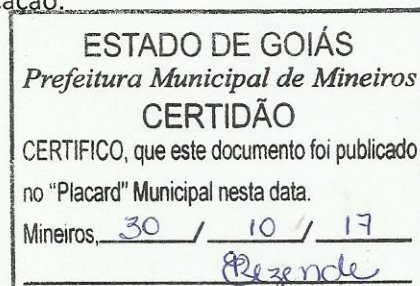 ESTADO DE GOIÁS
Prefeitura Municipal de Mineiros
CERTIDÃO
CERTIFICO, que este documento foi publicado
no "Placard" Municipal nesta data.
Mineiros, 30 / 10 / 17
Rezende